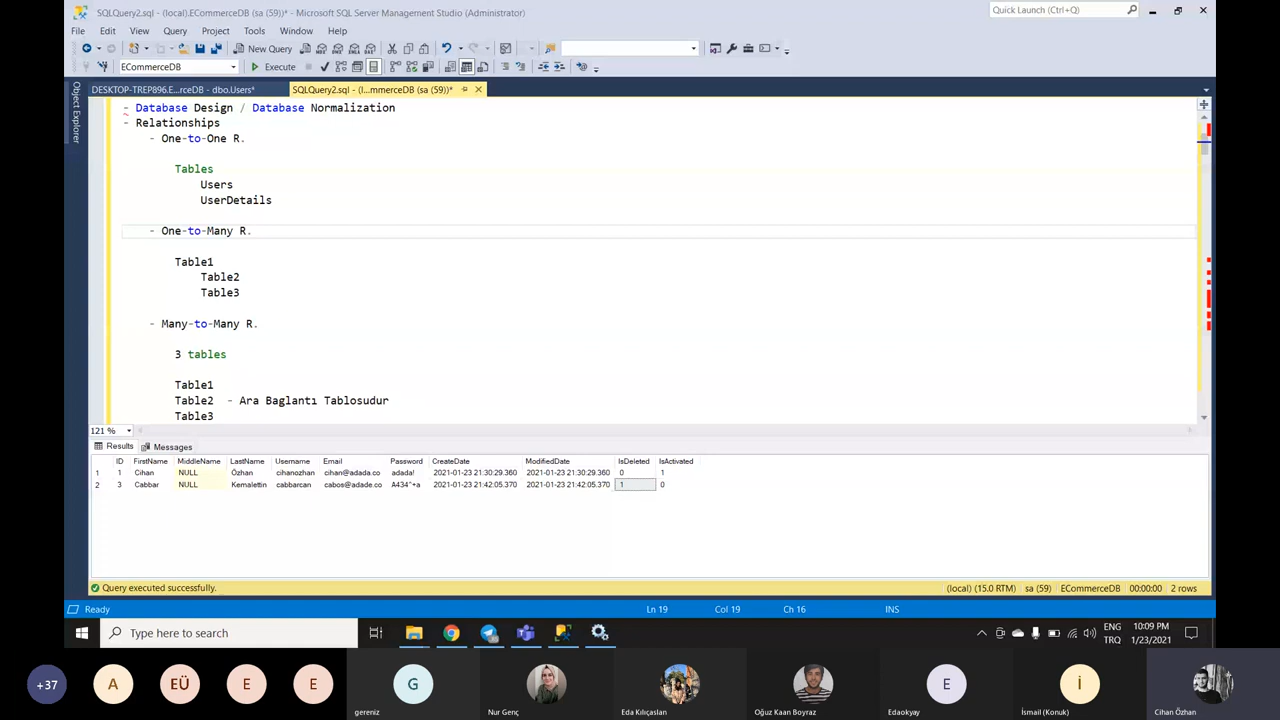 SQLQuery2.sql - (local).ECommerceDB (sa (59))* - Microsoft SQL Server Management Studio (Administrator)
Quick Launch (Ctrl+Q)
File Edit View Query Project Tools Window Help
New Query
ECommerceDB
Execute
Object Explorer
DESKTOP-TREP896.E...rceDB - dbo.Users*
SQLQuery2.sql - (l...mmerceDB (sa (59))*
- Database Design / Database Normalization
- Relationships
- One-to-One R.
Tables
Users
UserDetails
- One-to-Many R.
Table1
Table2
Table3
- Many-to-Many R.
3 tables
Table1
Table2 - Ara Baglantı Tablosudur
Table3
121 %
Results Messages
ID FirstName MiddleName LastName Username Email Password CreateDate ModifiedDate IsDeleted IsActivated
1 1 Cihan NULL Özhan cihanozhan cihan@adada.co adada! 2021-01-23 21:30:29.360 2021-01-23 21:30:29.360 0 1
2 3 Cabbar NULL Kemalettin cabbarcan cabos@adade.co A434^+a 2021-01-23 21:42:05.370 2021-01-23 21:42:05.370 1 0
Query executed successfully.
(local) (15.0 RTM) sa (59) ECommerceDB 00:00:00 2 rows
Ready
Ln 19 Col 19 Ch 16 INS
Type here to search
ENG
TRQ
10:09 PM
1/23/2021
+37 A EÜ E E G E İ
gereniz Nur Genç Eda Kılıçaslan Oğuz Kaan Boyraz Edaokyay İsmail (Konuk) Cihan Özhan